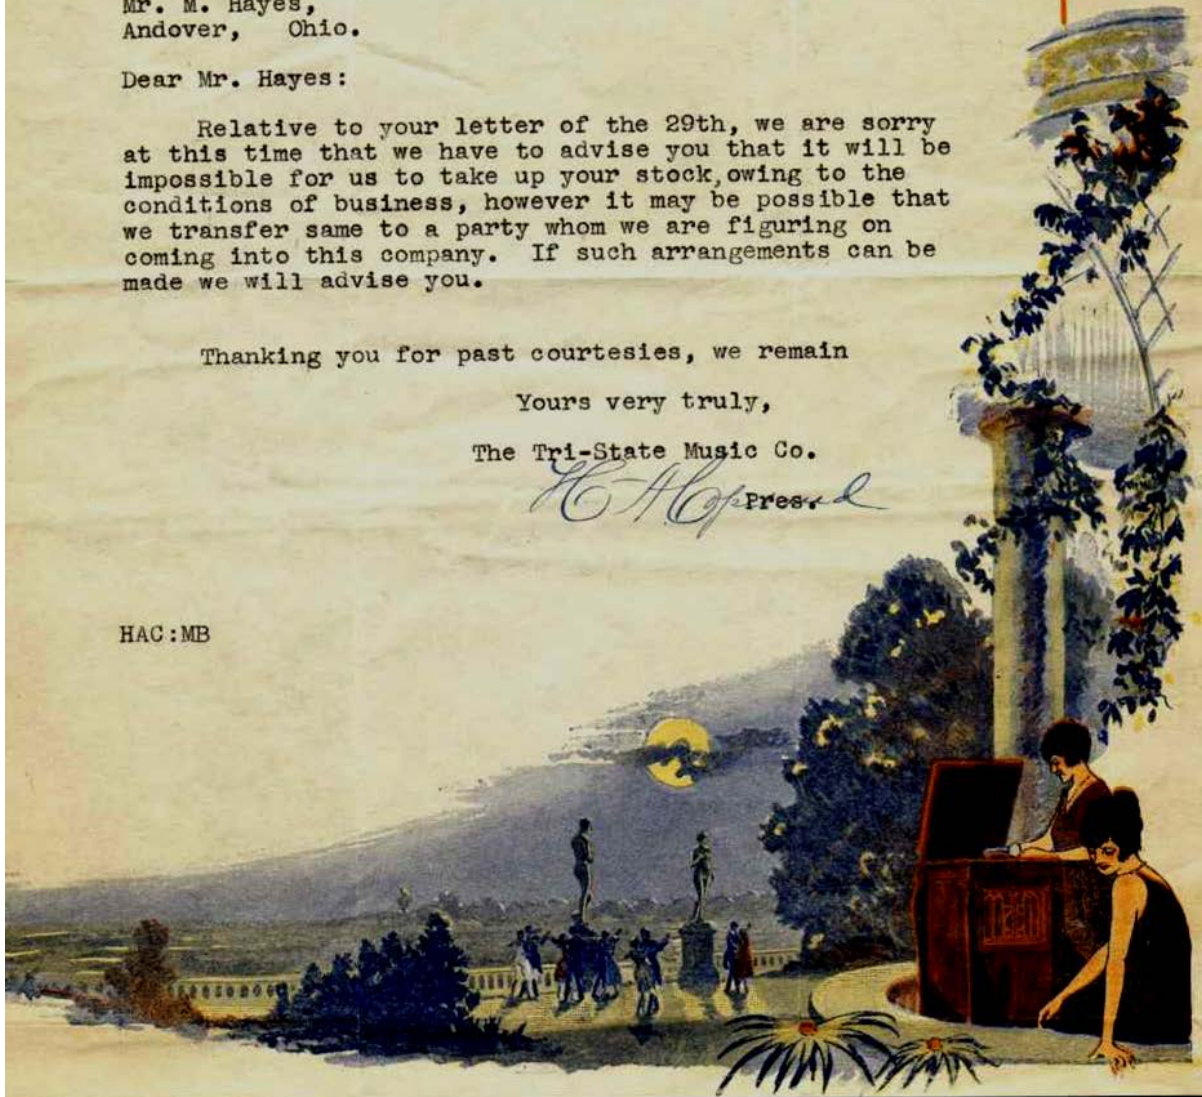 Mr. M. Hayes,
Andover, Ohio.
Dear Mr. Hayes:
Relative to your letter of the 29th, we are sorry
at this time that we have to advise you that it will be
impossible for us to take up your stock,owing to the
conditions of business, however it may be possible that
we transfer same to a party whom we are figuring on
coming into this company. If such arrangements can be
made we will advise you.
Thanking you for past courtesies, we remain
Yours very truly,
The Tri-State Music Co.
H A
Pres.
HAC:MB